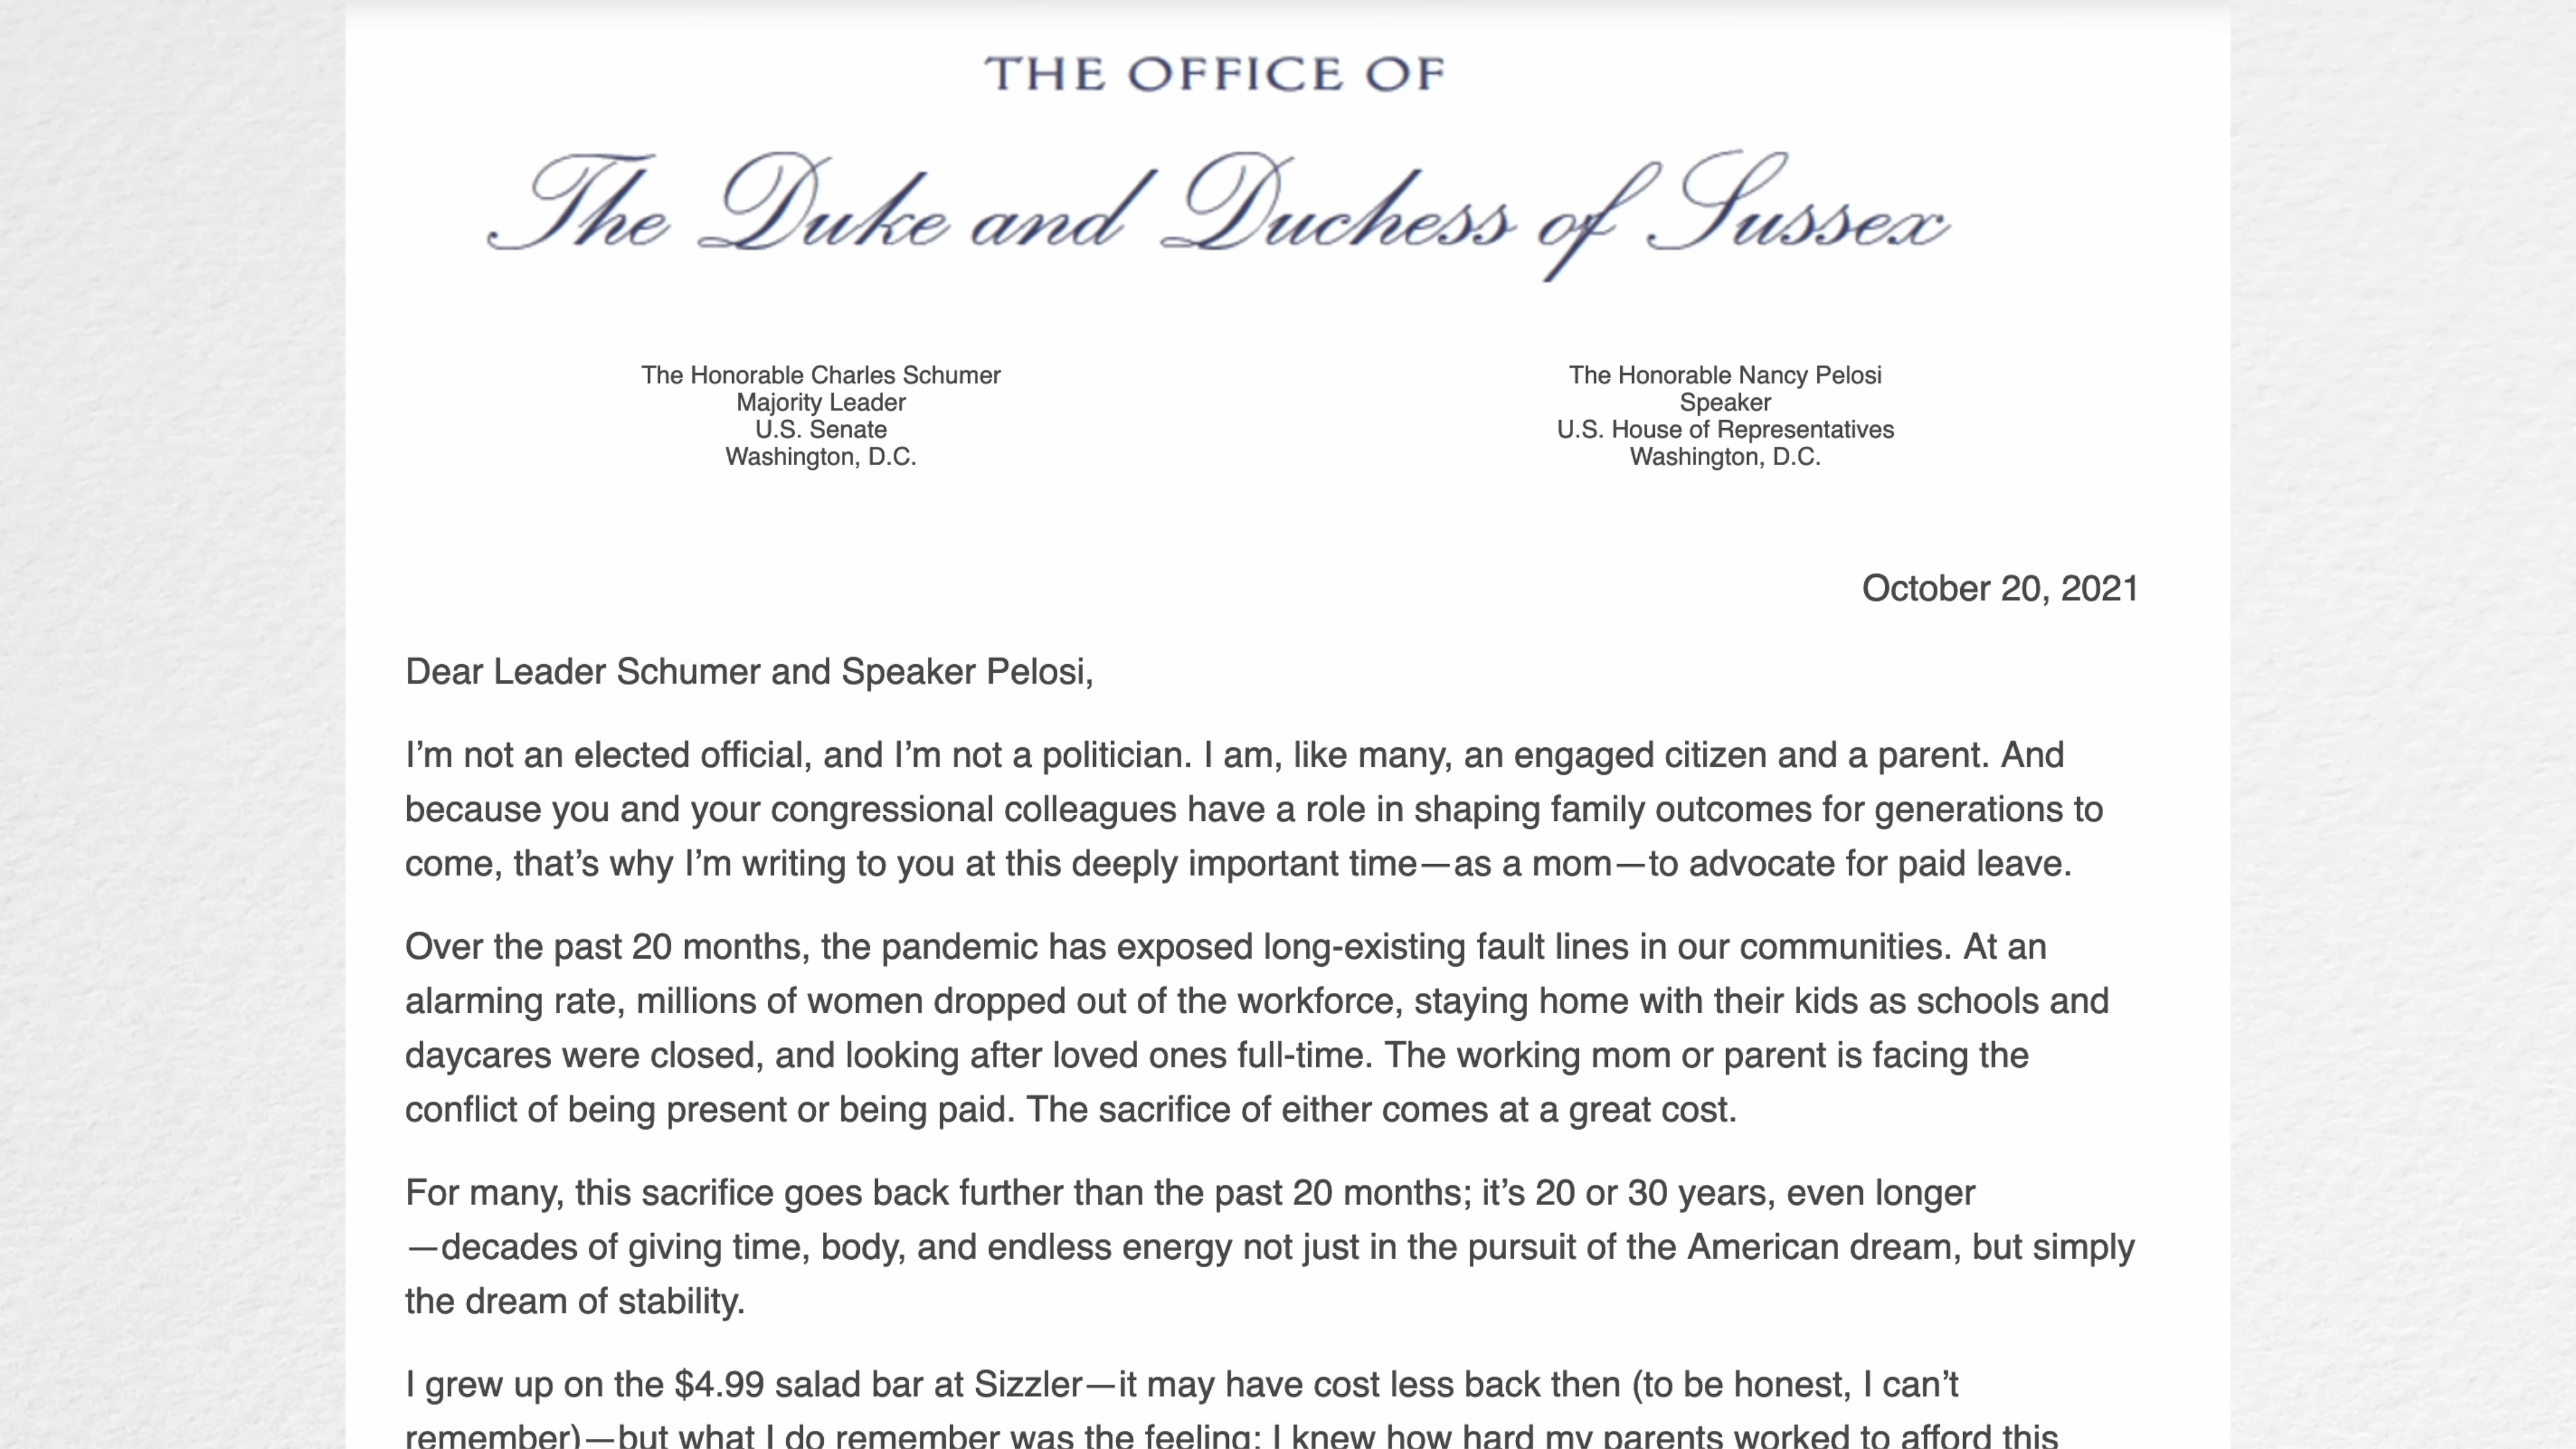 THE OFFICE OF
The Duke and Duchess of Sussex
The Honorable Charles Schumer
Majority Leader
U.S. Senate
Washington, D.C.
The Honorable Nancy Pelosi
Speaker
U.S. House of Representatives
Washington, D.C.
October 20, 2021
Dear Leader Schumer and Speaker Pelosi,
I’m not an elected official, and I’m not a politician. I am, like many, an engaged citizen and a parent. And
because you and your congressional colleagues have a role in shaping family outcomes for generations to
come, that’s why I’m writing to you at this deeply important time—as a mom—to advocate for paid leave.
Over the past 20 months, the pandemic has exposed long-existing fault lines in our communities. At an
alarming rate, millions of women dropped out of the workforce, staying home with their kids as schools and
daycares were closed, and looking after loved ones full-time. The working mom or parent is facing the
conflict of being present or being paid. The sacrifice of either comes at a great cost.
For many, this sacrifice goes back further than the past 20 months; it’s 20 or 30 years, even longer
—decades of giving time, body, and endless energy not just in the pursuit of the American dream, but simply
the dream of stability.
I grew up on the $4.99 salad bar at Sizzler—it may have cost less back then (to be honest, I can’t
remember)—but what I do remember was the feeling: I knew how hard my parents worked to afford this